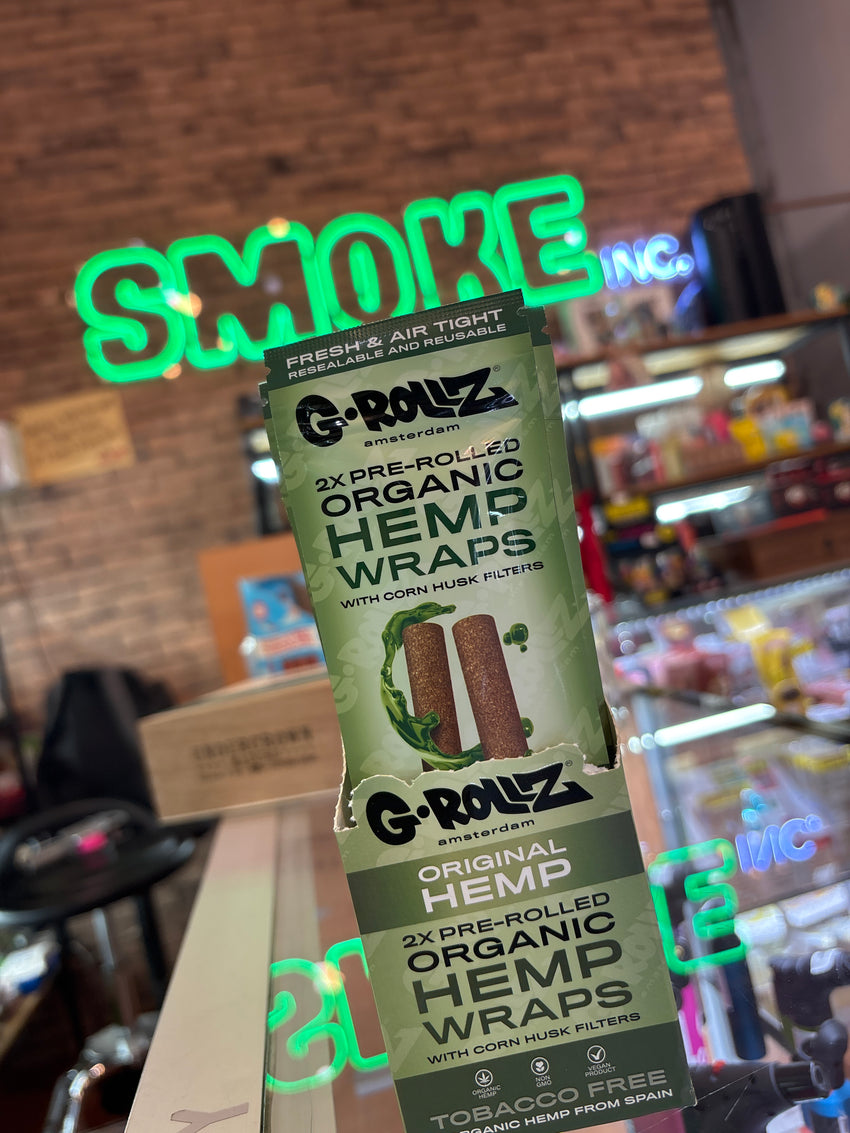 SMOKE
INC.
FRESH & AIR TIGHT
RESEALABLE AND REUSABLE
G·ROLLZ®
amsterdam
2X PRE-ROLLED
ORGANIC
HEMP
WRAPS
WITH CORN HUSK FILTERS
G·ROLLZ®
amsterdam
ORIGINAL
HEMP
2X PRE-ROLLED
ORGANIC
HEMP
WRAPS
WITH CORN HUSK FILTERS
ORGANIC
HEMP
NON
GMO
VEGAN
PRODUCT
TOBACCO FREE
ORGANIC HEMP FROM SPAIN